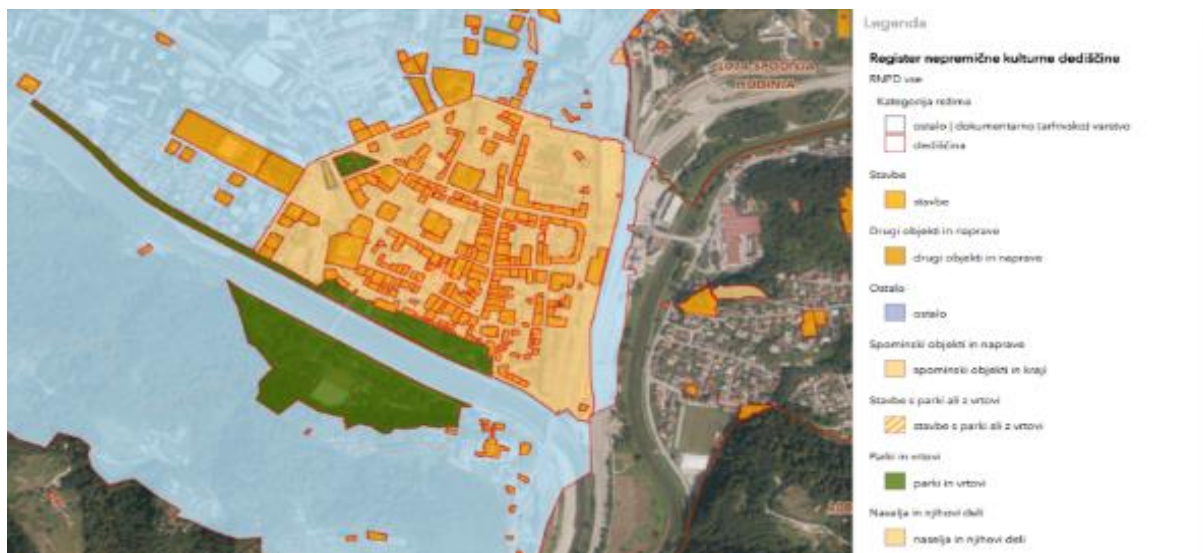 Legenda
Register nepremične kulturne dediščine
RNPD vse
Kategorija režima
ostalo ( dokumentarno (arhivsko) varstvo
dediščina
Stavbe
stavbe
Drugi objekti in naprave
drugi objekti in naprave
Ostalo
ostalo
Spominski objekti in naprave
spominski objekti in kraji
Stavbe s parki ali z vrtovi
stavbe s parki ali z vrtovi
Parki in vrtovi
parki in vrtovi
Naselja in njihovi deli
naselja in njihovi deli
SPODNJA
HUDINJA